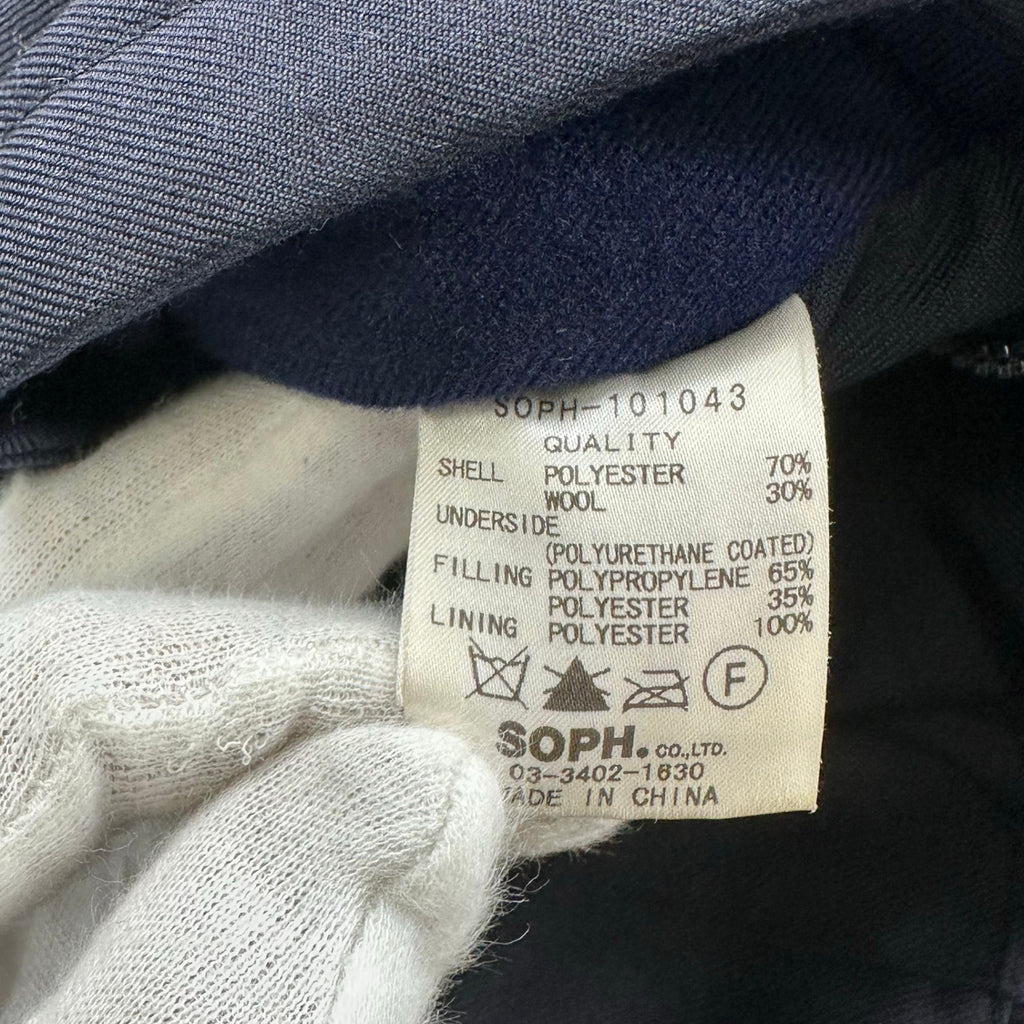 SOPH-101043
QUALITY
SHELL POLYESTER 70%
WOOL 30%
UNDERSIDE
(POLYURETHANE COATED)
FILLING POLYPROPYLENE 65%
POLYESTER 35%
LINING POLYESTER 100%
F
SOPH. CO.,LTD.
03-3402-1630
MADE IN CHINA